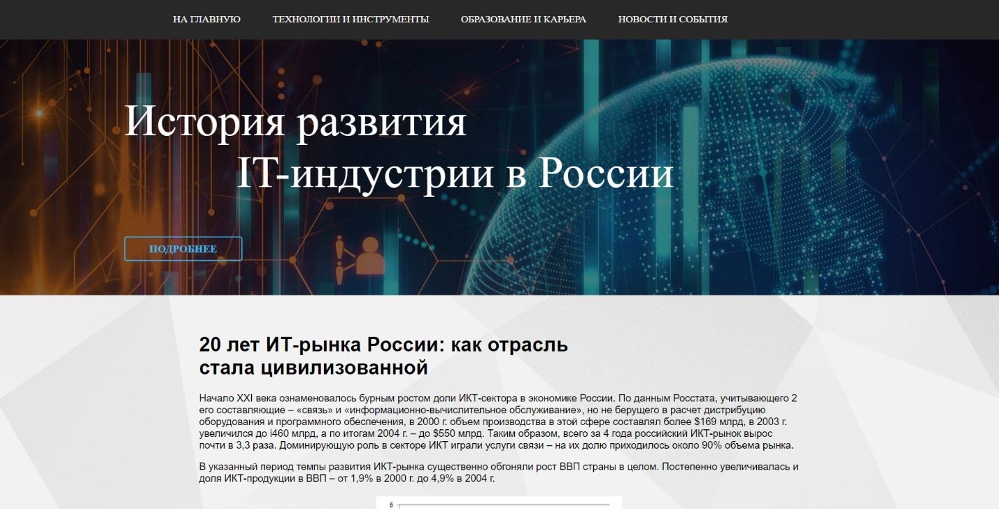 НА ГЛАВНУЮ ТЕХНОЛОГИИ И ИНСТРУМЕНТЫ ОБРАЗОВАНИЕ И КАРЬЕРА НОВОСТИ И СОБЫТИЯ
История развития
IT-индустрии в России
ПОДРОБНЕЕ
20 лет ИТ-рынка России: как отрасль
стала цивилизованной
Начало XXI века ознаменовалось бурным ростом доли ИКТ-сектора в экономике России. По данным Росстата, учитывающего 2
его составляющие – «связь» и «информационно-вычислительное обслуживание», но не берущего в расчет дистрибуцию
оборудования и программного обеспечения, в 2000 г. объем производства в этой сфере составлял более $169 млрд, в 2003 г.
увеличился до i460 млрд, а по итогам 2004 г. – до $550 млрд. Таким образом, всего за 4 года российский ИКТ-рынок вырос
почти в 3,3 раза. Доминирующую роль в секторе ИКТ играли услуги связи – на их долю приходилось около 90% объема рынка.
В указанный период темпы развития ИКТ-рынка существенно обгоняли рост ВВП страны в целом. Постепенно увеличивалась и
доля ИКТ-продукции в ВВП – от 1,9% в 2000 г. до 4,9% в 2004 г.
6